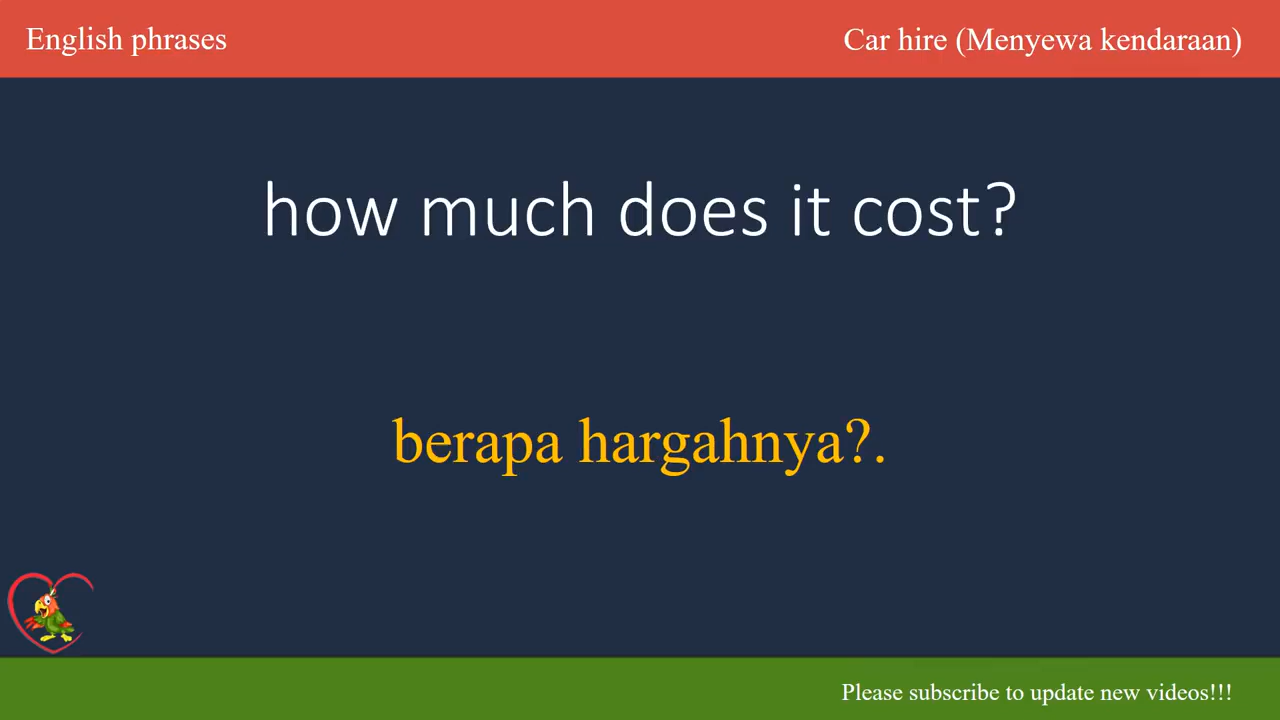 English phrases
Car hire (Menyewa kendaraan)
how much does it cost?
berapa hargahnya?.
Please subscribe to update new videos!!!